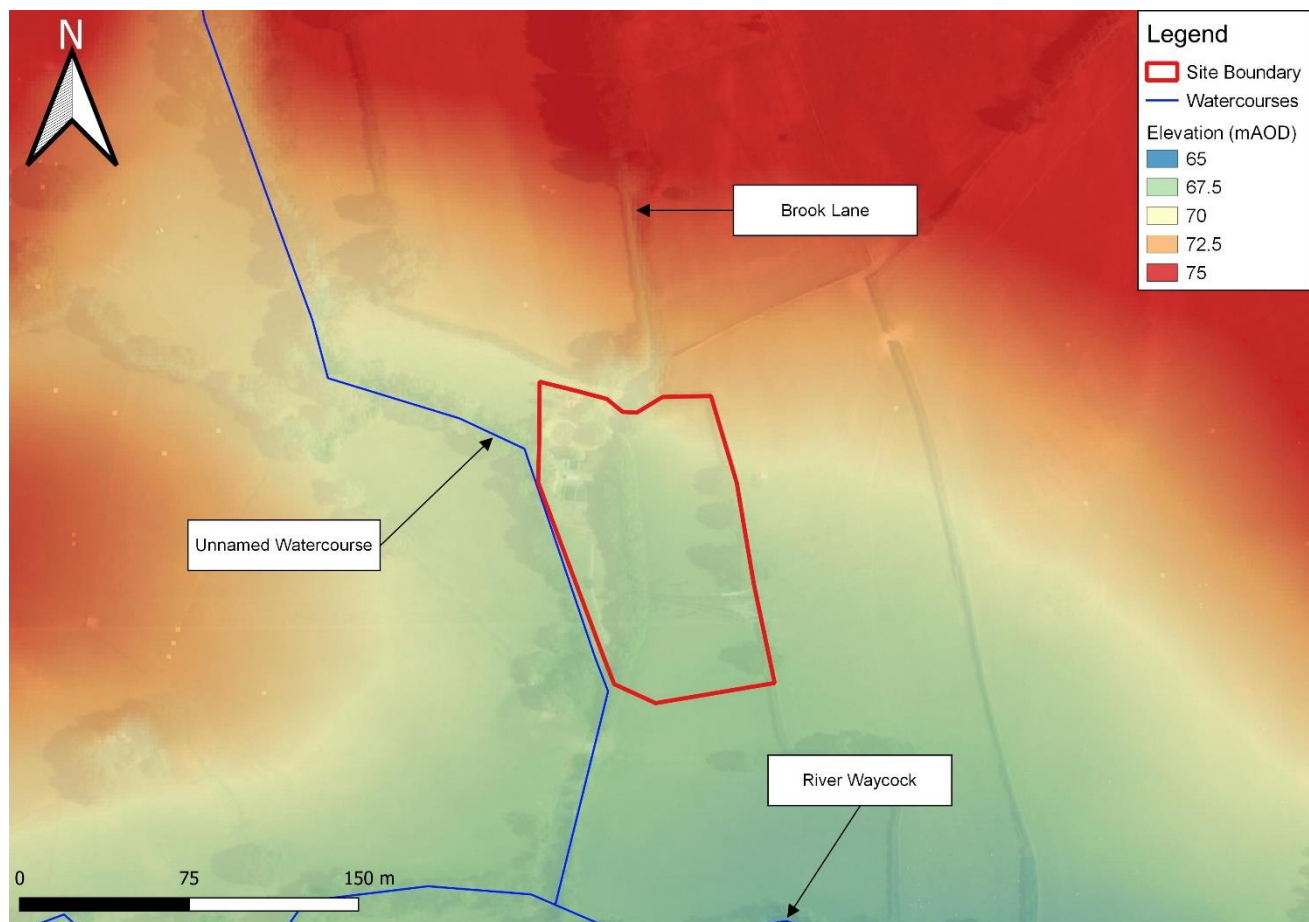 N
Legend
Site Boundary
Watercourses
Elevation (mAOD)
65
67.5
70
72.5
75
Brook Lane
Unnamed Watercourse
River Waycock
0 75 150 m